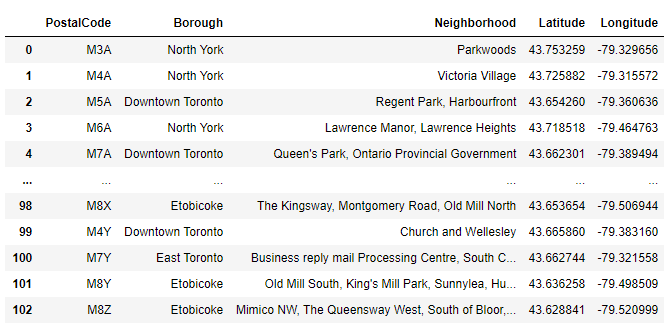 PostalCode Borough Neighborhood Latitude Longitude
0 M3A North York Parkwoods 43.753259 -79.329656
1 M4A North York Victoria Village 43.725882 -79.315572
2 M5A Downtown Toronto Regent Park, Harbourfront 43.654260 -79.360636
3 M6A North York Lawrence Manor, Lawrence Heights 43.718518 -79.464763
4 M7A Downtown Toronto Queen's Park, Ontario Provincial Government 43.662301 -79.389494
... ... ... ... ... ...
98 M8X Etobicoke The Kingsway, Montgomery Road, Old Mill North 43.653654 -79.506944
99 M4Y Downtown Toronto Church and Wellesley 43.665860 -79.383160
100 M7Y East Toronto Business reply mail Processing Centre, South C... 43.662744 -79.321558
101 M8Y Etobicoke Old Mill South, King's Mill Park, Sunnylea, Hu... 43.636258 -79.498509
102 M8Z Etobicoke Mimico NW, The Queensway West, South of Bloor,... 43.628841 -79.520999